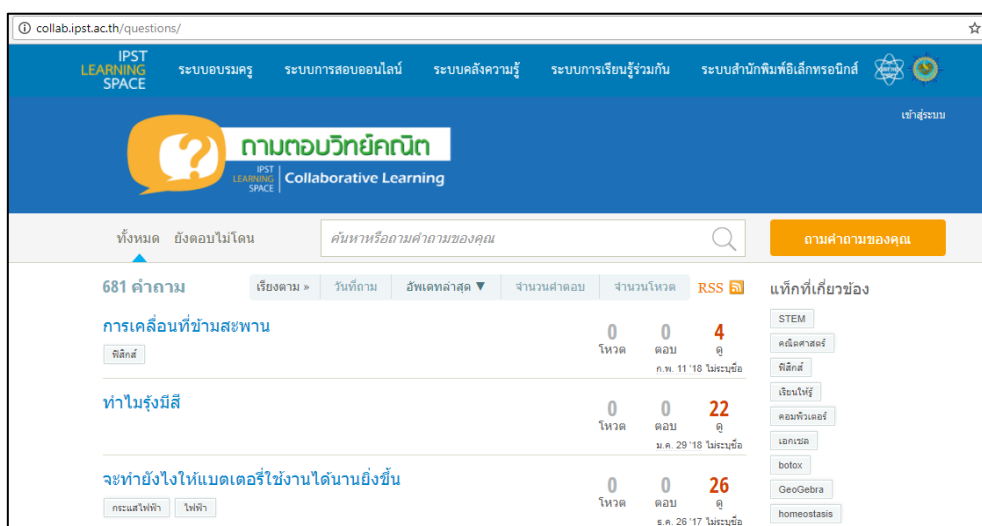 collab.ipst.ac.th/questions/
IPST
LEARNING
SPACE
ระบบอบรมครู ระบบการสอบออนไลน์ ระบบคลังความรู้ ระบบการเรียนรู้ร่วมกัน ระบบสำนักพิมพ์อิเล็กทรอนิกส์
เข้าสู่ระบบ
ถามตอบวิทย์คณิต
IPST
LEARNING
SPACE
Collaborative Learning
ทั้งหมด ยังตอบไม่โดน
ค้นหาหรือถามคำถามของคุณ
ถามคำถามของคุณ
681 คำถาม
เรียงตาม » วันที่ถาม อัพเดทล่าสุด ▼ จำนวนคำตอบ จำนวนโหวต RSS
แท็กที่เกี่ยวข้อง
การเคลื่อนที่ข้ามสะพาน
ฟิสิกส์
0 0 4
โหวต ตอบ ดู
ก.พ. 11 '18 ไม่ระบุชื่อ
ทำไมรุ้งมีสี
0 0 22
โหวต ตอบ ดู
ม.ค. 29 '18 ไม่ระบุชื่อ
จะทำยังไงให้แบตเตอรี่ใช้งานได้นานยิ่งขึ้น
กระแสไฟฟ้า ไฟฟ้า
0 0 26
โหวต ตอบ ดู
ธ.ค. 26 '17 ไม่ระบุชื่อ
STEM
คณิตศาสตร์
ฟิสิกส์
เรียนให้รู้
คอมพิวเตอร์
เอกเซล
botox
GeoGebra
homeostasis